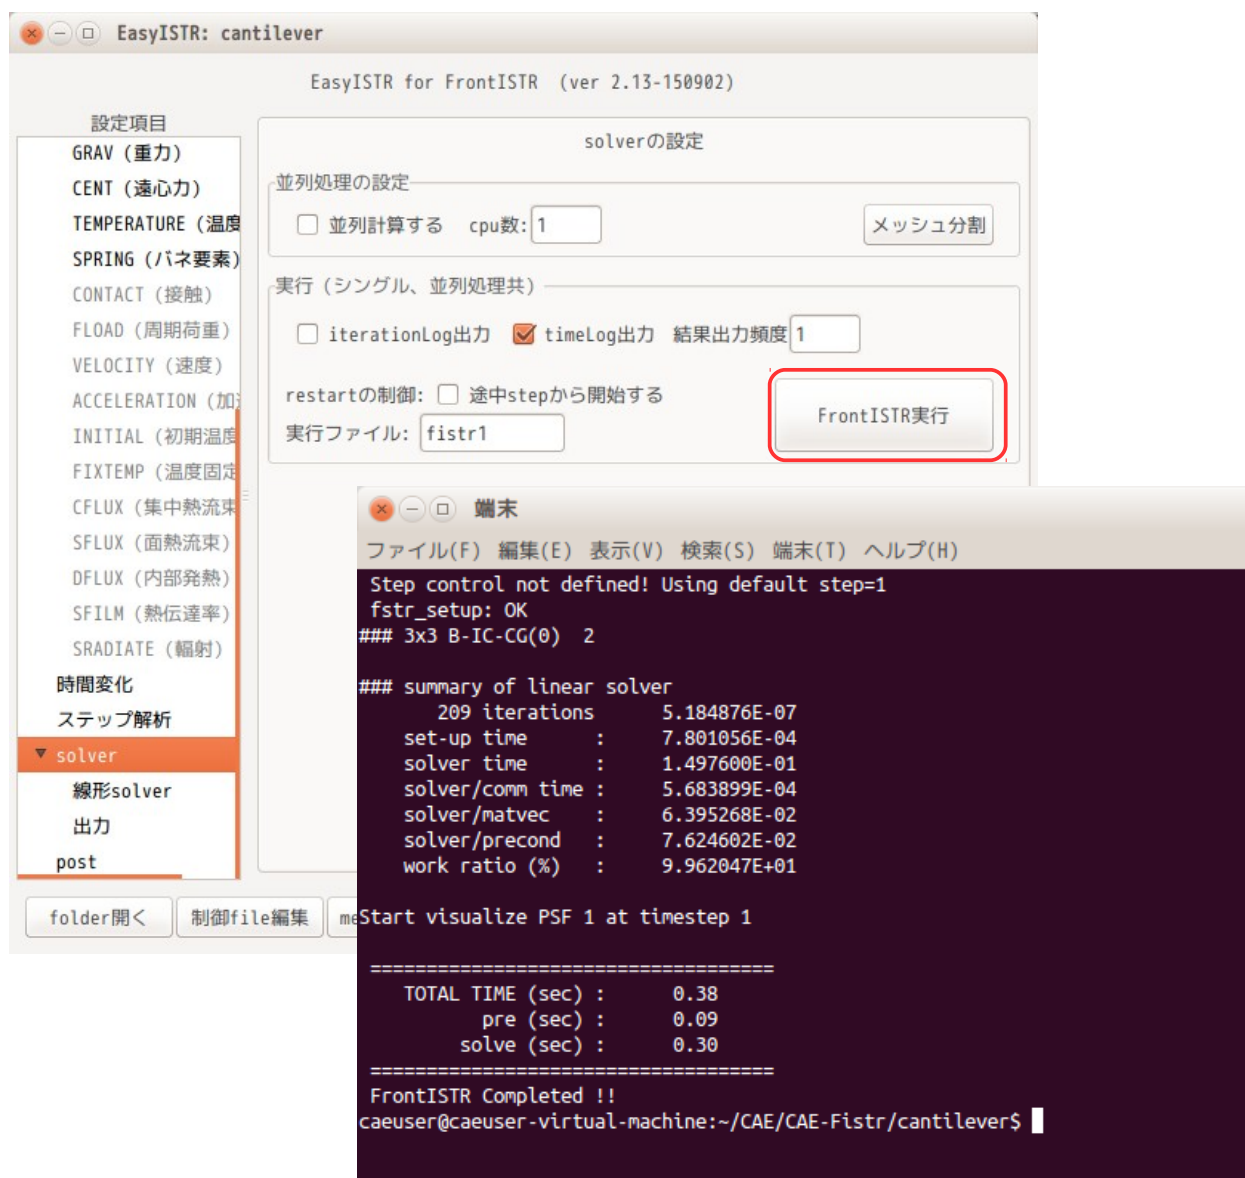 EasyISTR: cantilever
EasyISTR for FrontISTR (ver 2.13-150902)
設定項目
GRAV (重力)
CENT (遠心力)
TEMPERATURE (温度
SPRING (バネ要素)
CONTACT (接触)
FLOAD (周期荷重)
VELOCITY (速度)
ACCELERATION (加
INITIAL (初期温度
FIXTEMP (温度固定
CFLUX (集中熱流束
SFLUX (面熱流束)
DFLUX (内部発熱)
SFILM (熱伝達率)
SRADIATE (輻射)
時間変化
ステップ解析
solver
線形solver
出力
post
solverの設定
並列処理の設定
並列計算する cpu数: 1
メッシュ分割
実行 (シングル、並列処理共)
iterationLog出力 timeLog出力 結果出力頻度 1
restartの制御: 途中stepから開始する
実行ファイル: fistr1
FrontISTR実行
folder開く 制御file編集 me
端末
ファイル(F) 編集(E) 表示(V) 検索(S) 端末(T) ヘルプ(H)
Step control not defined! Using default step=1
fstr_setup: OK
### 3x3 B-IC-CG(0) 2
### summary of linear solver
209 iterations 5.184876E-07
set-up time : 7.801056E-04
solver time : 1.497600E-01
solver/comm time : 5.683899E-04
solver/matvec : 6.395268E-02
solver/precond : 7.624602E-02
work ratio (%) : 9.962047E+01
Start visualize PSF 1 at timestep 1
====================================
TOTAL TIME (sec) : 0.38
pre (sec) : 0.09
solve (sec) : 0.30
====================================
FrontISTR Completed !!
caeuser@caeuser-virtual-machine:~/CAE/CAE-Fistr/cantilever$